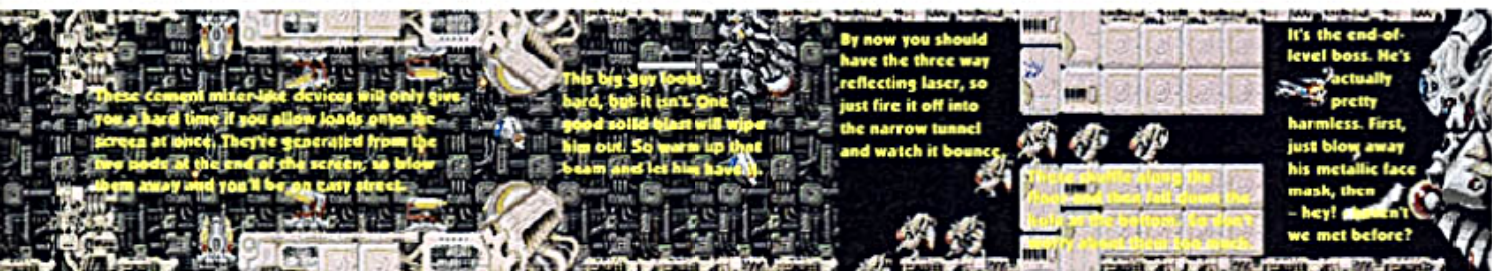 These cement mixer-like devices will only give
you a hard time if you allow loads onto the
screen at once. They're generated from the
two pods at the end of the screen, so blow
them away and you'll be on easy street.
This big guy looks
hard, but it isn't. One
good solid blast will wipe
him out. So warm up that
beam and let him have it.
By now you should
have the three way
reflecting laser, so
just fire it off into
the narrow tunnel
and watch it bounce.
These shuffle along the
floor and then fall down the
hole at the bottom. So don't
worry about them too much.
It's the end-of-
level boss. He's
actually
pretty
harmless. First,
just blow away
his metallic face
mask, then
– hey! haven't
we met before?